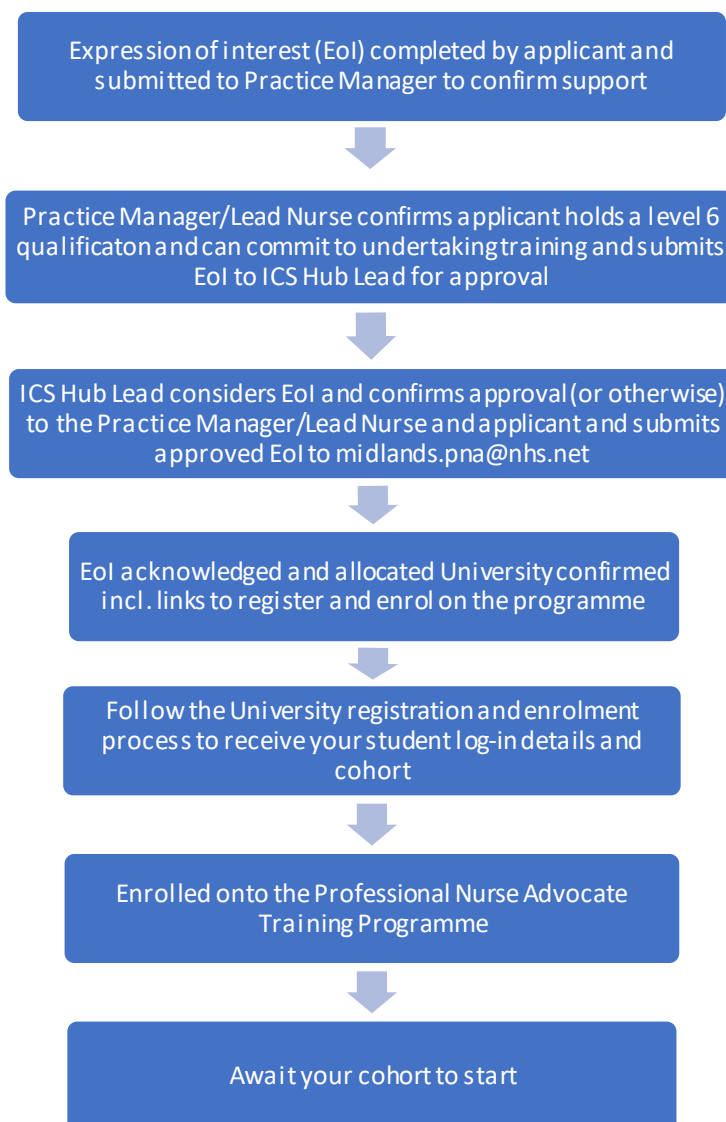 Expression of interest (EoI) completed by applicant and
submitted to Practice Manager to confirm support
Practice Manager/Lead Nurse confirms applicant holds a level 6
qualificaton and can commit to undertaking training and submits
EoI to ICS Hub Lead for approval
ICS Hub Lead considers EoI and confirms approval (or otherwise)
to the Practice Manager/Lead Nurse and applicant and submits
approved EoI to midlands.pna@nhs.net
EoI acknowledged and allocated University confirmed
incl. links to register and enrol on the programme
Follow the University registration and enrolment
process to receive your student log-in details and
cohort
Enrolled onto the Professional Nurse Advocate
Training Programme
Await your cohort to start